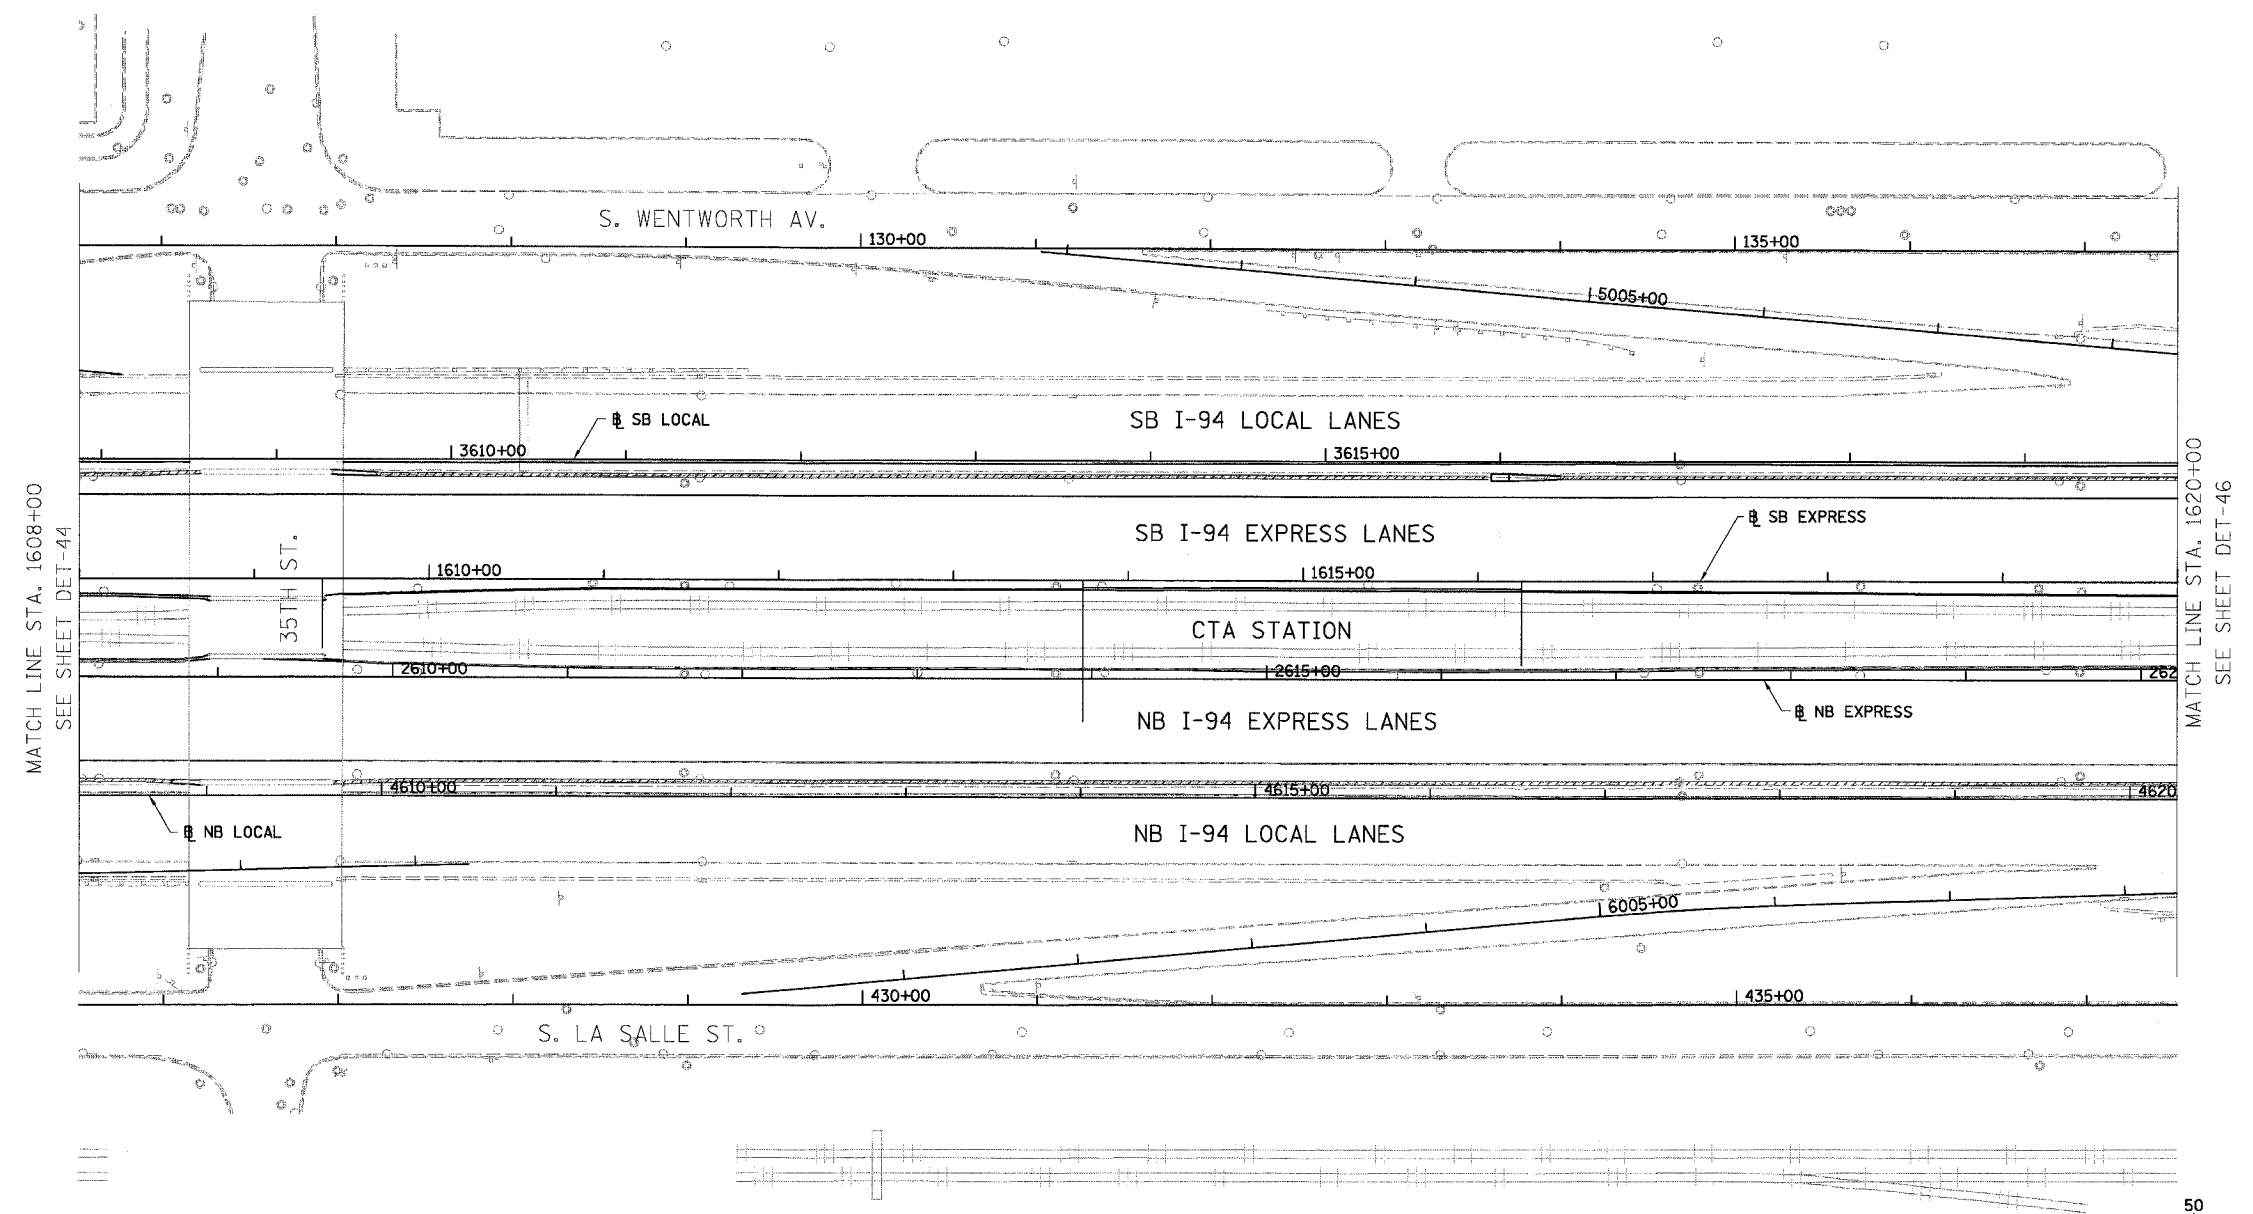 S. WENTWORTH AV.
130+00
135+00
5005+00
℄ SB LOCAL
SB I-94 LOCAL LANES
3610+00
3615+00
MATCH LINE STA. 1608+00
SEE SHEET DET-44
MATCH LINE STA. 1620+00
SEE SHEET DET-46
SB I-94 EXPRESS LANES
℄ SB EXPRESS
35TH ST.
1610+00
1615+00
CTA STATION
2610+00
2615+00
262
NB I-94 EXPRESS LANES
℄ NB EXPRESS
4610+00
4615+00
4620
℄ NB LOCAL
NB I-94 LOCAL LANES
6005+00
430+00
435+00
S. LA SALLE ST.
50